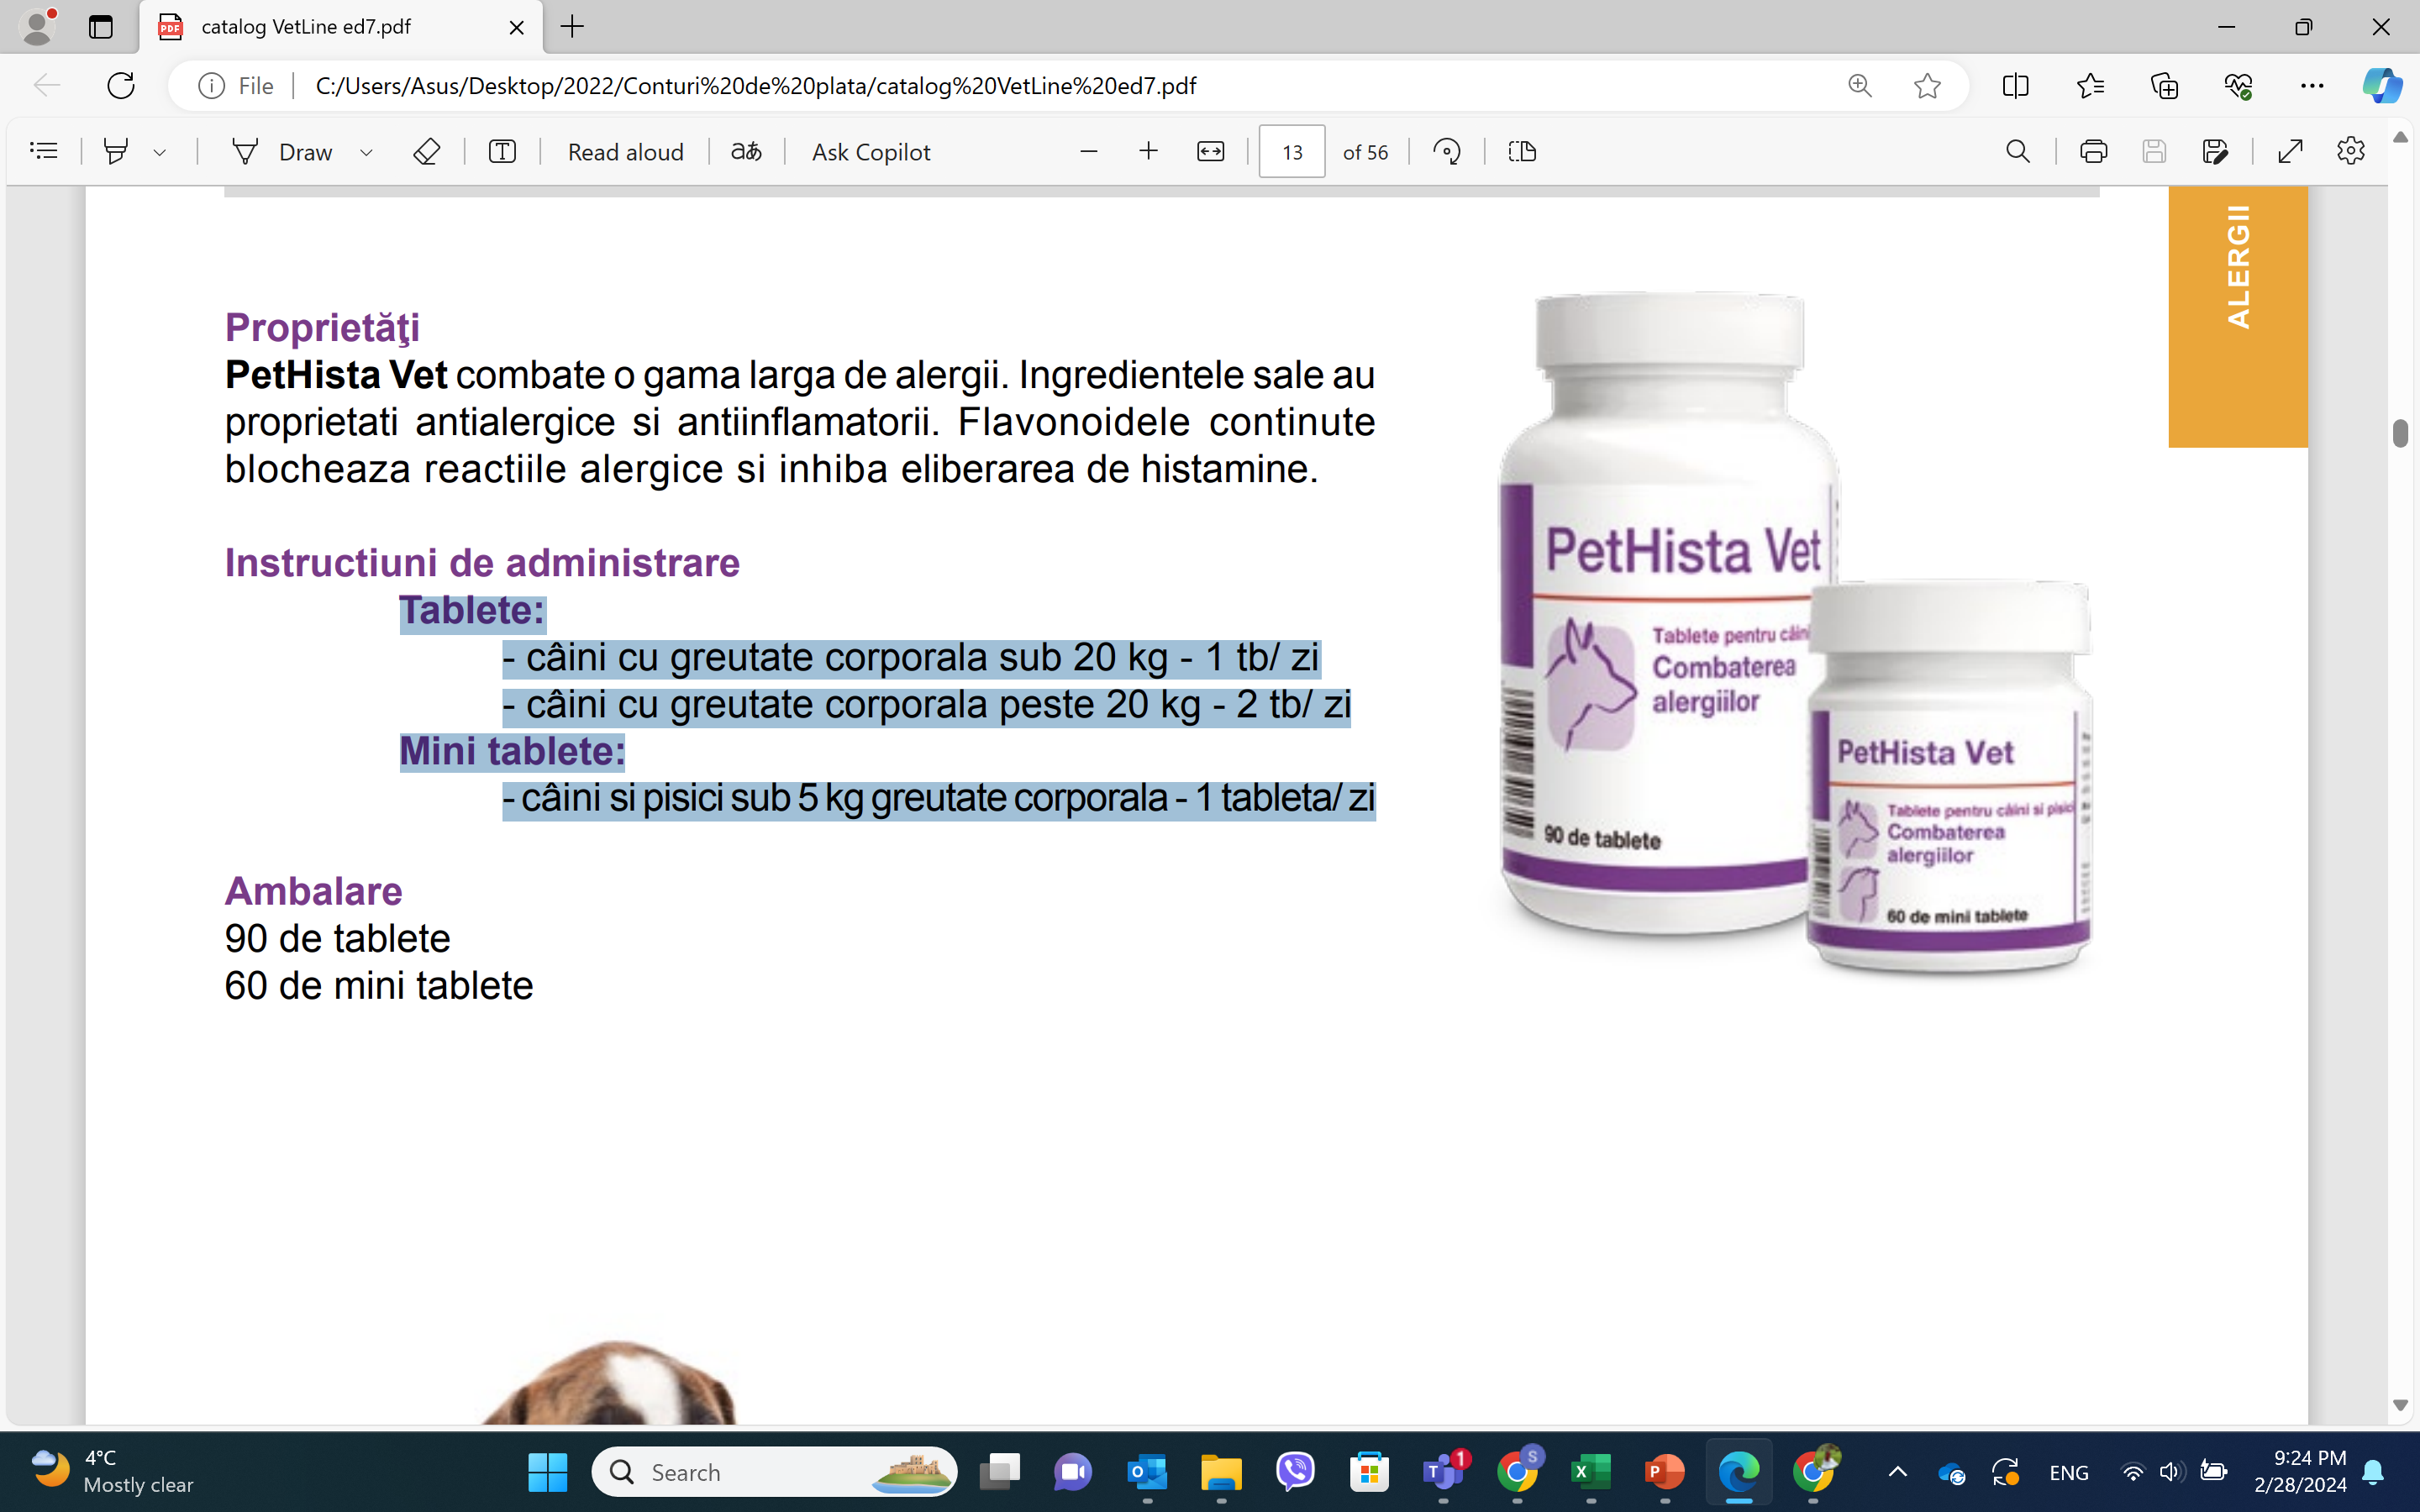 catalog VetLine ed7.pdf
File
C:/Users/Asus/Desktop/2022/Conturi%20de%20plata/catalog%20VetLine%20ed7.pdf
Draw
Read aloud
aあ
Ask Copilot
13
of 56
ALERGII
Proprietăţi
PetHista Vet combate o gama larga de alergii. Ingredientele sale au
proprietati antialergice si antiinflamatorii. Flavonoidele continute
blocheaza reactiile alergice si inhiba eliberarea de histamine.
Instructiuni de administrare
Tablete:
- câini cu greutate corporala sub 20 kg - 1 tb/ zi
- câini cu greutate corporala peste 20 kg - 2 tb/ zi
Mini tablete:
- câini si pisici sub 5 kg greutate corporala - 1 tableta/ zi
Ambalare
90 de tablete
60 de mini tablete
PetHista Vet
Tablete pentru câini
Combaterea
alergiilor
90 de tablete
PetHista Vet
Tablete pentru câini si pisici
Combaterea
alergiilor
60 de mini tablete
4°C
Mostly clear
Search
1
S
ENG
9:24 PM
2/28/2024